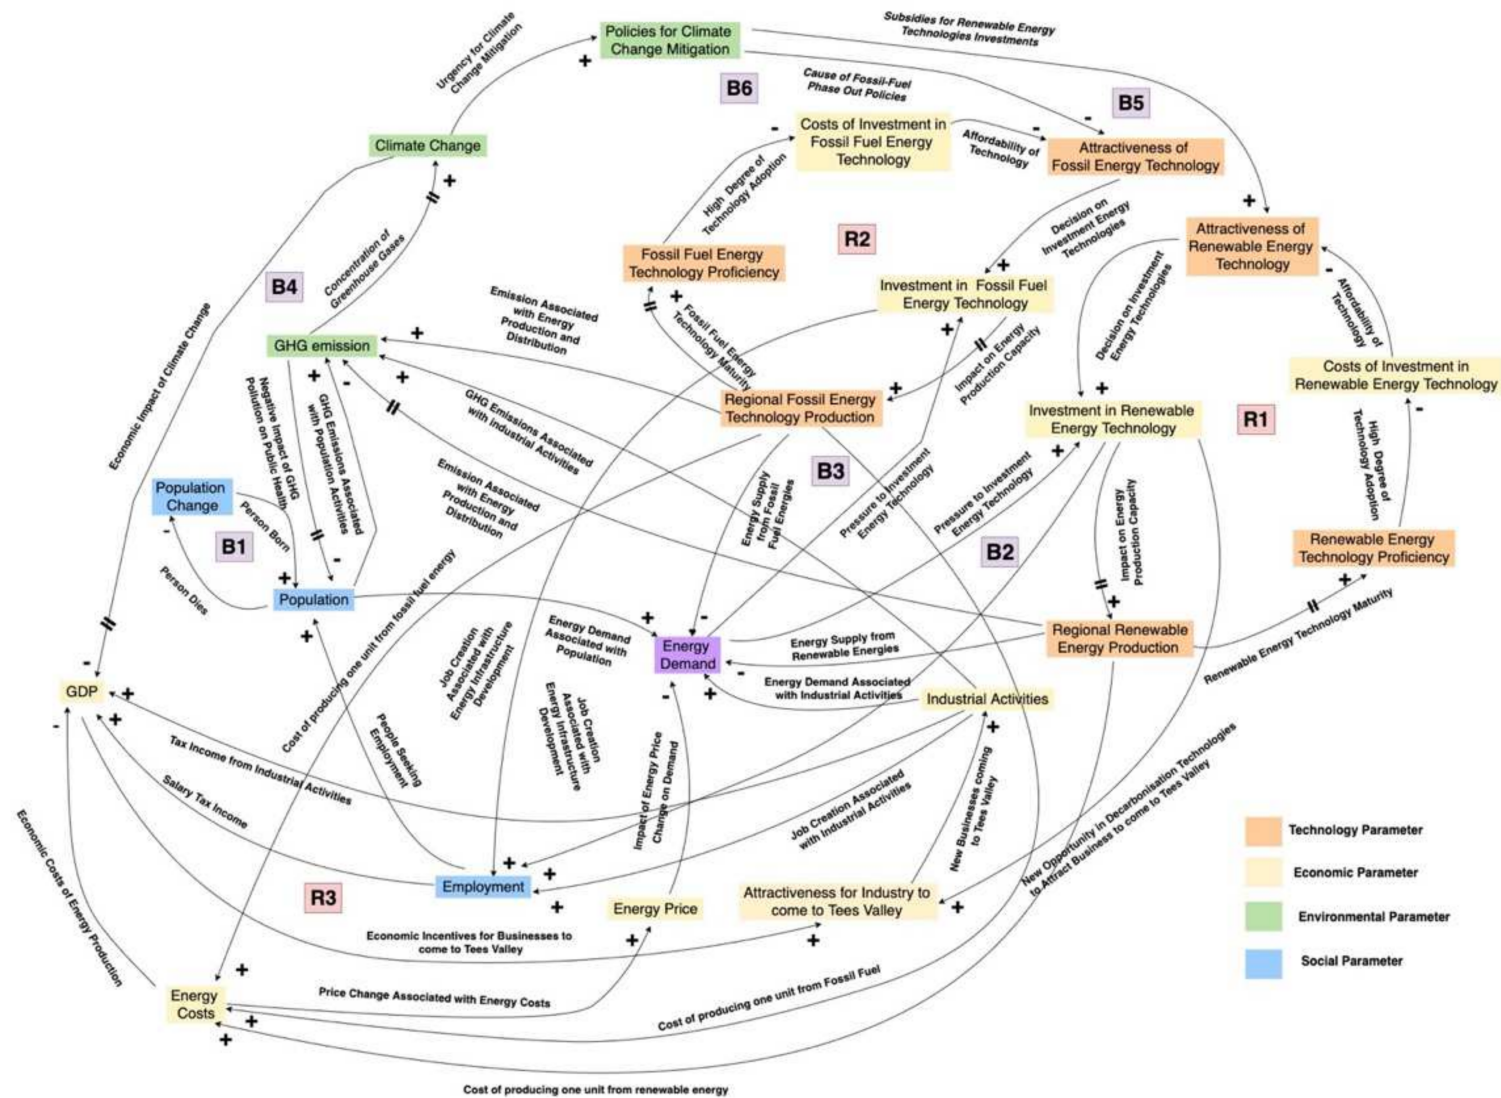 Subsidies for Renewable Energy
Technologies Investments
Policies for Climate
Change Mitigation
Urgency for Climate
Change Mitigation
+
B6
Cause of Fossil-Fuel
Phase Out Policies
B5
-
-
Costs of Investment in
Fossil Fuel Energy
Technology
-
Affordability of
Technology
Attractiveness of
Fossil Energy Technology
Climate Change
+
High Degree of
Technology Adoption
+
Attractiveness of
Renewable Energy
Technology
Decision on
Investment Energy
Technologies
R2
Fossil Fuel Energy
Technology Proficiency
Concentration of
Greenhouse Gases
B4
+
Investment in Fossil Fuel
Energy Technology
-
Affordability of
Technology
Decision on Investment
Energy Technologies
Emission Associated
with Energy
Production and
Distribution
+
Fossil Fuel Energy
Technology Maturity
+
Impact on Energy
Production Capacity
Economic Impact of Climate Change
GHG emission
+
+
-
+
Costs of Investment in
Renewable Energy Technology
+
+
Regional Fossil Energy
Technology Production
Investment in Renewable
Energy Technology
R1
-
Negative Impact of GHG
Pollution on Public Health
GHG Emissions Associated
with Population Activities
GHG Emissions Associated
with Industrial Activities
+
High Degree of
Technology Adoption
B3
Emission Associated
with Energy
Production and
Distribution
Energy Supply
from Fossil
Fuel Energies
Pressure to Investment
Energy Technology
Pressure to Investment
Energy Technology
Impact on Energy
Production Capacity
Population
Change
Person Born
-
B1
B2
Renewable Energy
Technology Proficiency
-
+
+
Person Dies
Population
+
Renewable Energy Technology Maturity
+
+
-
Energy Demand
Associated with
Population
Energy
Demand
Energy Supply from
Renewable Energies
Regional Renewable
Energy Production
Job Creation
Associated with
Energy Infrastructure
Development
Cost of producing one unit fossil fuel energy
-
-
GDP
+
+
-
Energy Demand Associated
with Industrial Activities
-
+
Industrial Activities
+
People Seeking
Employment
Job Creation
Associated with
Energy Infrastructure
Development
Tax Income from Industrial Activities
Salary Tax Income
Impact of Energy Price
Change on Demand
Job Creation Associated
with Industrial Activities
New Businesses coming
to Tees Valley
New Opportunity in Decarbonisation Technologies
to Attract Business to come to Tees Valley
Economic Costs of Energy Production
R3
Employment
+
+
+
Energy Price
Attractiveness for Industry to
come to Tees Valley
+
Economic Incentives for Businesses to
come to Tees Valley
+
+
+
Energy
Costs
Price Change Associated with Energy Costs
+
+
Cost of producing one unit from Fossil Fuel
Cost of producing one unit from renewable energy
Technology Parameter
Economic Parameter
Environmental Parameter
Social Parameter